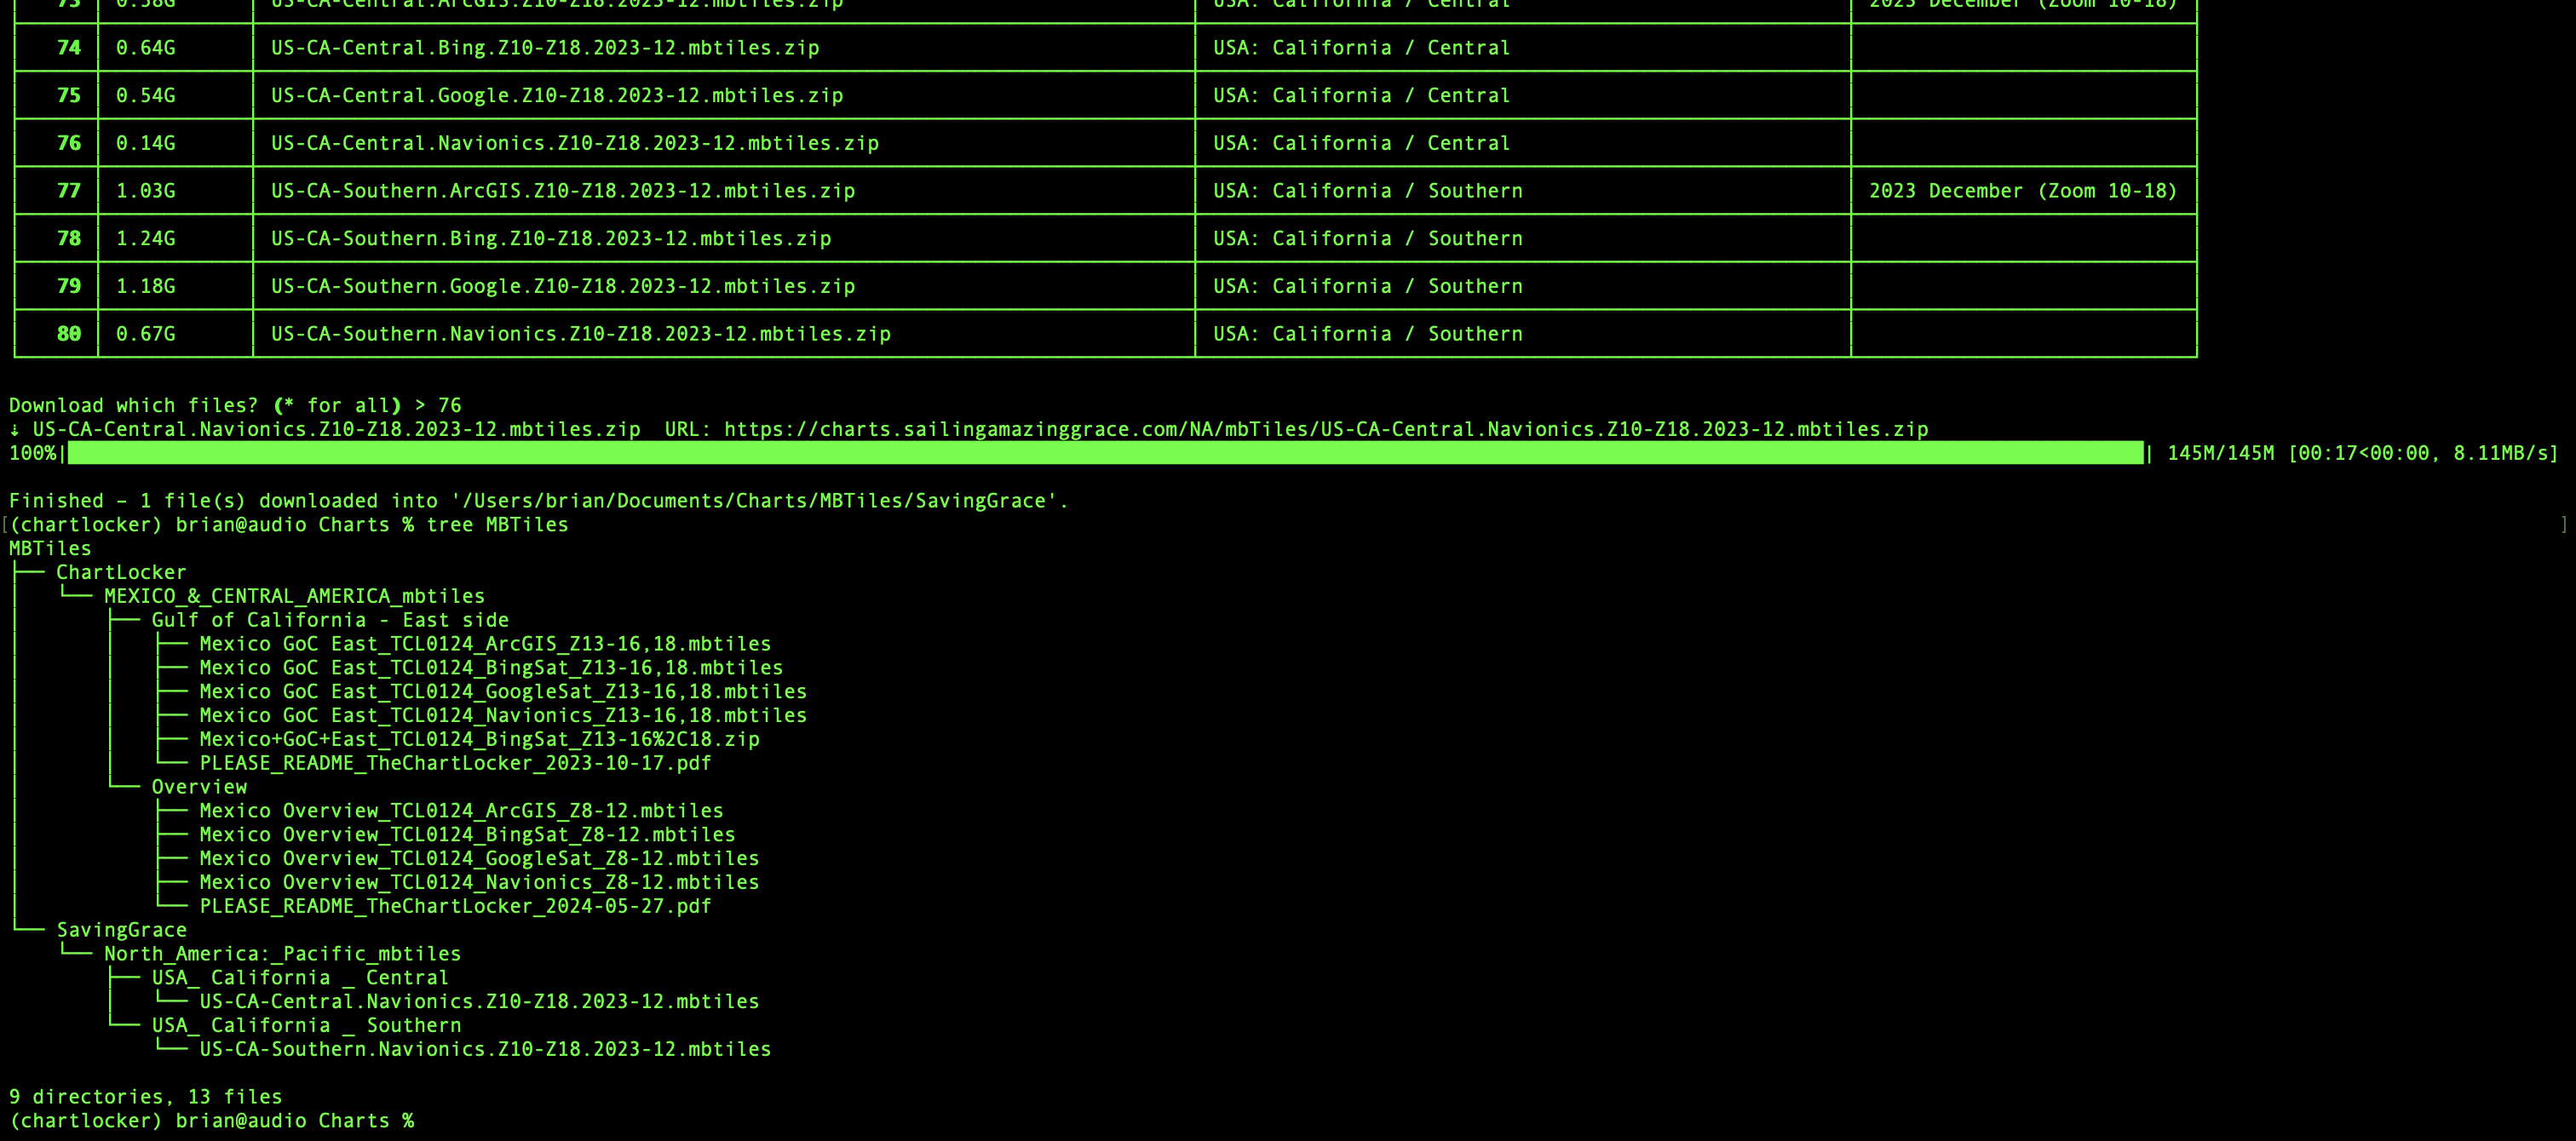 73 0.58G US-CA-Central.ArcGIS.Z10-Z18.2023-12.mbtiles.zip USA: California / Central 2023 December (Zoom 10-18)
74 0.64G US-CA-Central.Bing.Z10-Z18.2023-12.mbtiles.zip USA: California / Central
75 0.54G US-CA-Central.Google.Z10-Z18.2023-12.mbtiles.zip USA: California / Central
76 0.14G US-CA-Central.Navionics.Z10-Z18.2023-12.mbtiles.zip USA: California / Central
77 1.03G US-CA-Southern.ArcGIS.Z10-Z18.2023-12.mbtiles.zip USA: California / Southern 2023 December (Zoom 10-18)
78 1.24G US-CA-Southern.Bing.Z10-Z18.2023-12.mbtiles.zip USA: California / Southern
79 1.18G US-CA-Southern.Google.Z10-Z18.2023-12.mbtiles.zip USA: California / Southern
80 0.67G US-CA-Southern.Navionics.Z10-Z18.2023-12.mbtiles.zip USA: California / Southern
Download which files? (* for all) > 76
⇣ US-CA-Central.Navionics.Z10-Z18.2023-12.mbtiles.zip  URL: https://charts.sailingamazinggrace.com/NA/mbTiles/US-CA-Central.Navionics.Z10-Z18.2023-12.mbtiles.zip
100%| | 145M/145M [00:17<00:00, 8.11MB/s]
Finished – 1 file(s) downloaded into '/Users/brian/Documents/Charts/MBTiles/SavingGrace'.
[(chartlocker) brian@audio Charts % tree MBTiles ]
MBTiles
├── ChartLocker
│   └── MEXICO_&_CENTRAL_AMERICA_mbtiles
│       ├── Gulf of California - East side
│       │   ├── Mexico GoC East_TCL0124_ArcGIS_Z13-16,18.mbtiles
│       │   ├── Mexico GoC East_TCL0124_BingSat_Z13-16,18.mbtiles
│       │   ├── Mexico GoC East_TCL0124_GoogleSat_Z13-16,18.mbtiles
│       │   ├── Mexico GoC East_TCL0124_Navionics_Z13-16,18.mbtiles
│       │   ├── Mexico+GoC+East_TCL0124_BingSat_Z13-16%2C18.zip
│       │   └── PLEASE_README_TheChartLocker_2023-10-17.pdf
│       └── Overview
│           ├── Mexico Overview_TCL0124_ArcGIS_Z8-12.mbtiles
│           ├── Mexico Overview_TCL0124_BingSat_Z8-12.mbtiles
│           ├── Mexico Overview_TCL0124_GoogleSat_Z8-12.mbtiles
│           ├── Mexico Overview_TCL0124_Navionics_Z8-12.mbtiles
│           └── PLEASE_README_TheChartLocker_2024-05-27.pdf
└── SavingGrace
    └── North_America:_Pacific_mbtiles
        ├── USA_ California _ Central
        │   └── US-CA-Central.Navionics.Z10-Z18.2023-12.mbtiles
        └── USA_ California _ Southern
            └── US-CA-Southern.Navionics.Z10-Z18.2023-12.mbtiles
9 directories, 13 files
(chartlocker) brian@audio Charts %